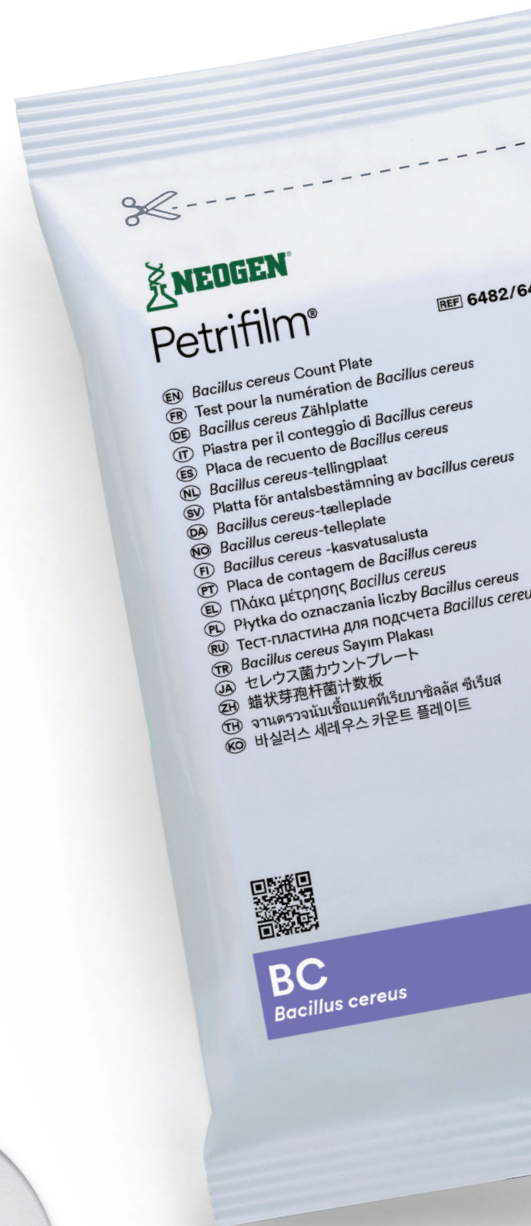 NEOGEN®
Petrifilm®
REF 6482/64
EN Bacillus cereus Count Plate
FR Test pour la numération de Bacillus cereus
DE Bacillus cereus Zählplatte
IT Piastra per il conteggio di Bacillus cereus
ES Placa de recuento de Bacillus cereus
NL Bacillus cereus-tellingplaat
SV Platta för antalsbestämning av bacillus cereus
DA Bacillus cereus-tælleplade
NO Bacillus cereus-telleplate
FI Bacillus cereus -kasvatusalusta
PT Placa de contagem de Bacillus cereus
EL Πλάκα μέτρησης Bacillus cereus
PL Płytka do oznaczania liczby Bacillus cereus
RU Тест-пластина для подсчета Bacillus cereu
TR Bacillus cereus Sayım Plakası
JA セレウス菌カウントプレート
ZH 蜡状芽孢杆菌计数板
TH จานตรวจนับเชื้อแบคทีเรียบาซิลลัส ซีเรียส
KO 바실러스 세레우스 카운트 플레이트
BC
Bacillus cereus